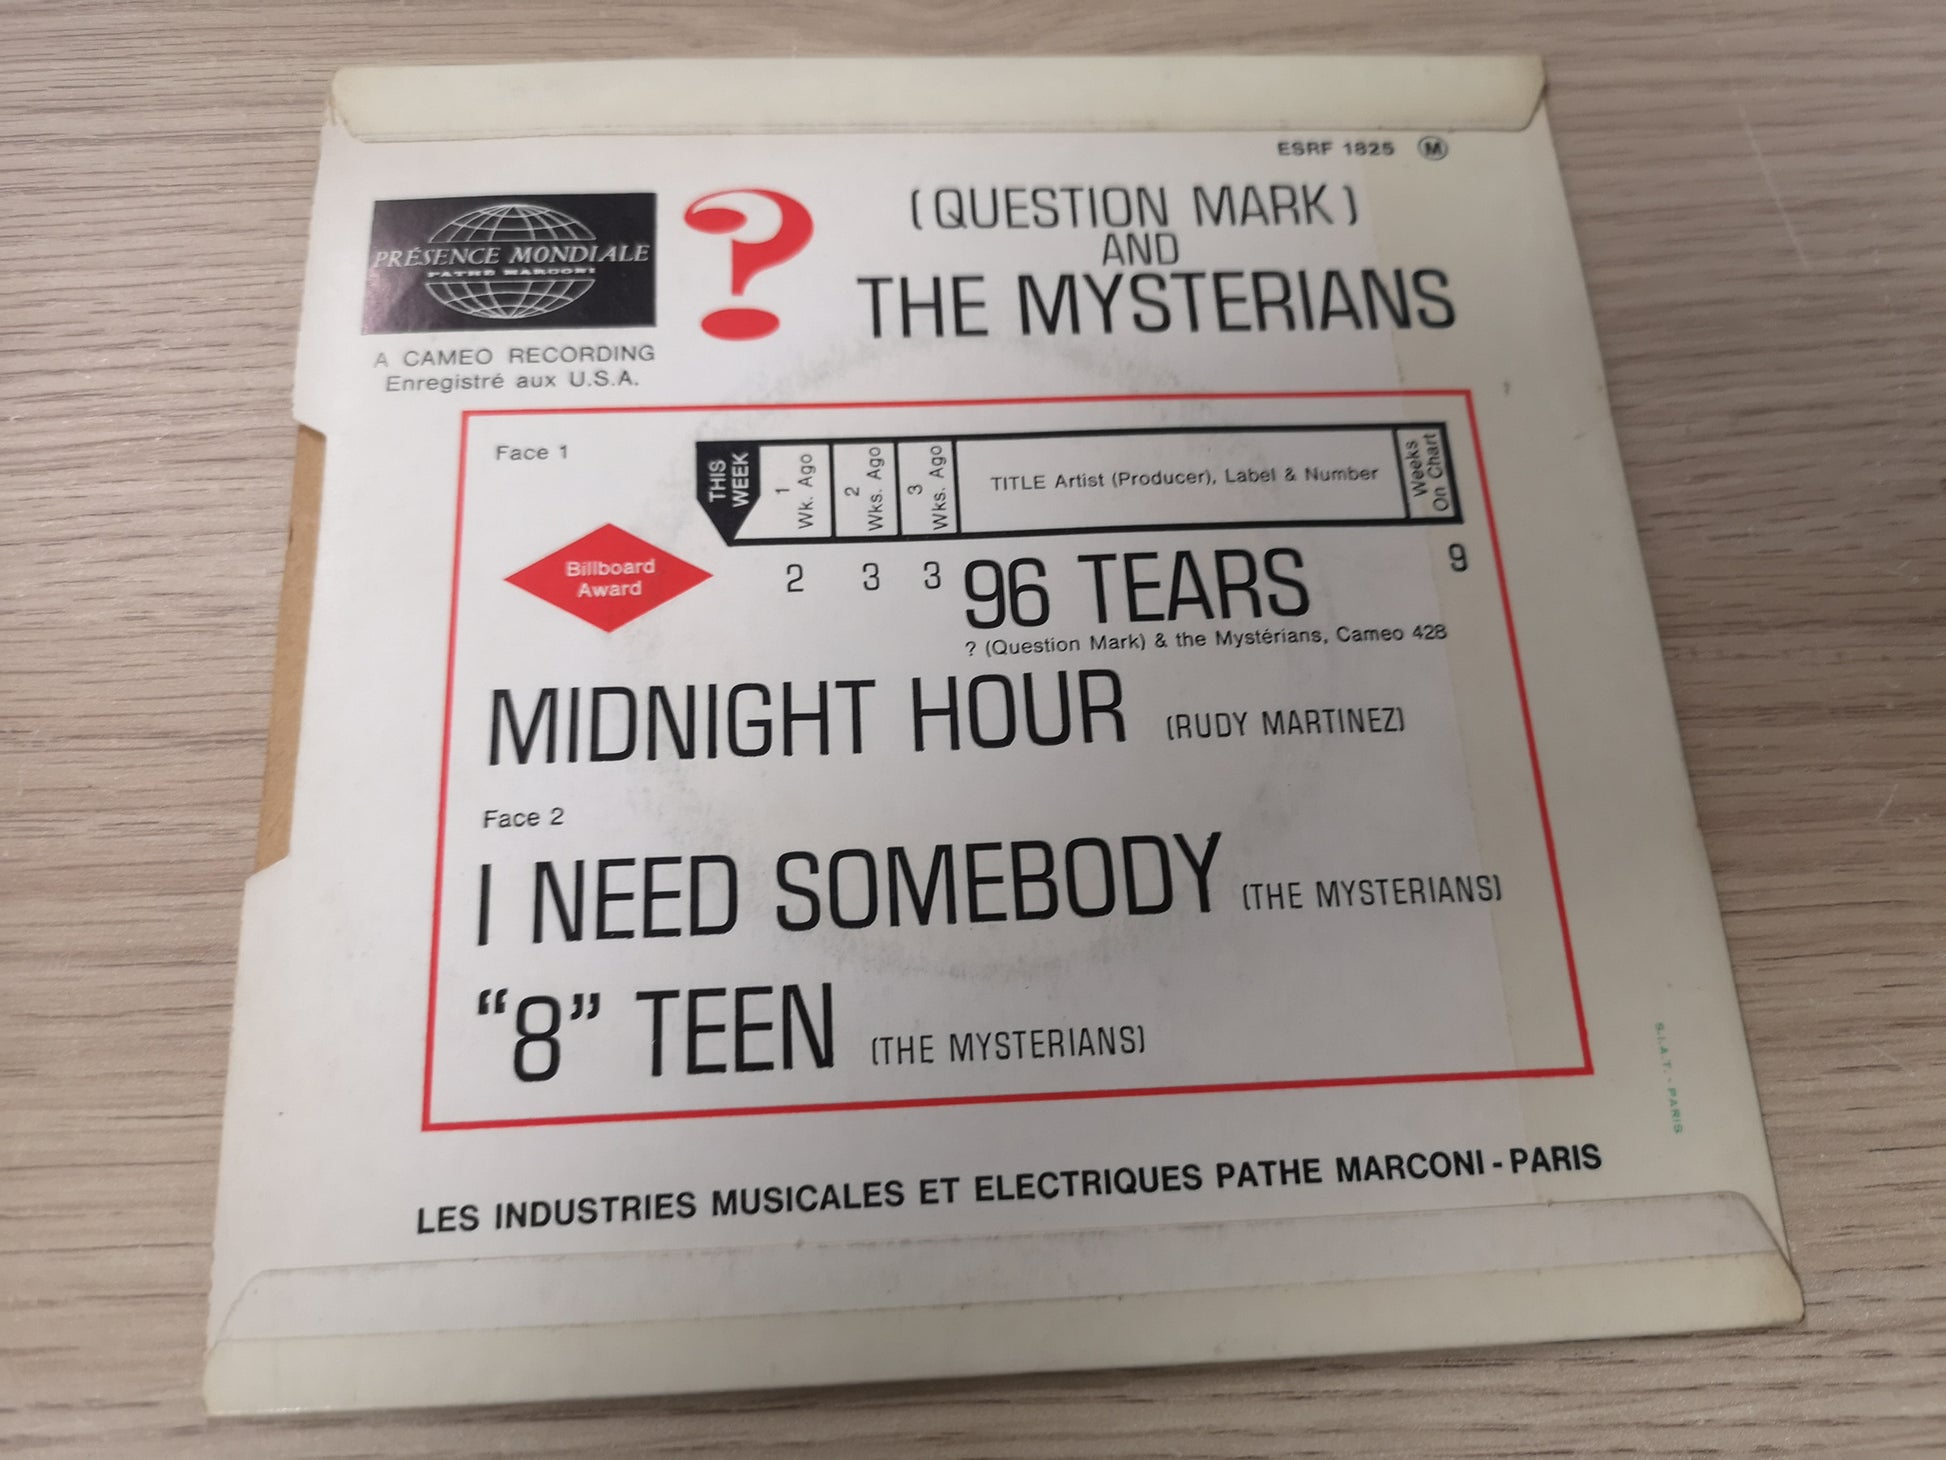 ESRF 1825 M
PRÉSENCE MONDIALE
PATHE MARCONI
A CAMEO RECORDING
Enregistré aux U.S.A.
?
(QUESTION MARK)
AND
THE MYSTERIANS
Face 1
THIS WEEK
1 Wk. Ago
2 Wks. Ago
3 Wks. Ago
TITLE Artist (Producer), Label & Number
Weeks On Chart
Billboard
Award
2 3 3 96 TEARS 9
? (Question Mark) & the Mystérians, Cameo 428
MIDNIGHT HOUR (RUDY MARTINEZ)
Face 2
I NEED SOMEBODY (THE MYSTERIANS)
“8” TEEN (THE MYSTERIANS)
S.I.A.T. - PARIS
LES INDUSTRIES MUSICALES ET ELECTRIQUES PATHE MARCONI - PARIS